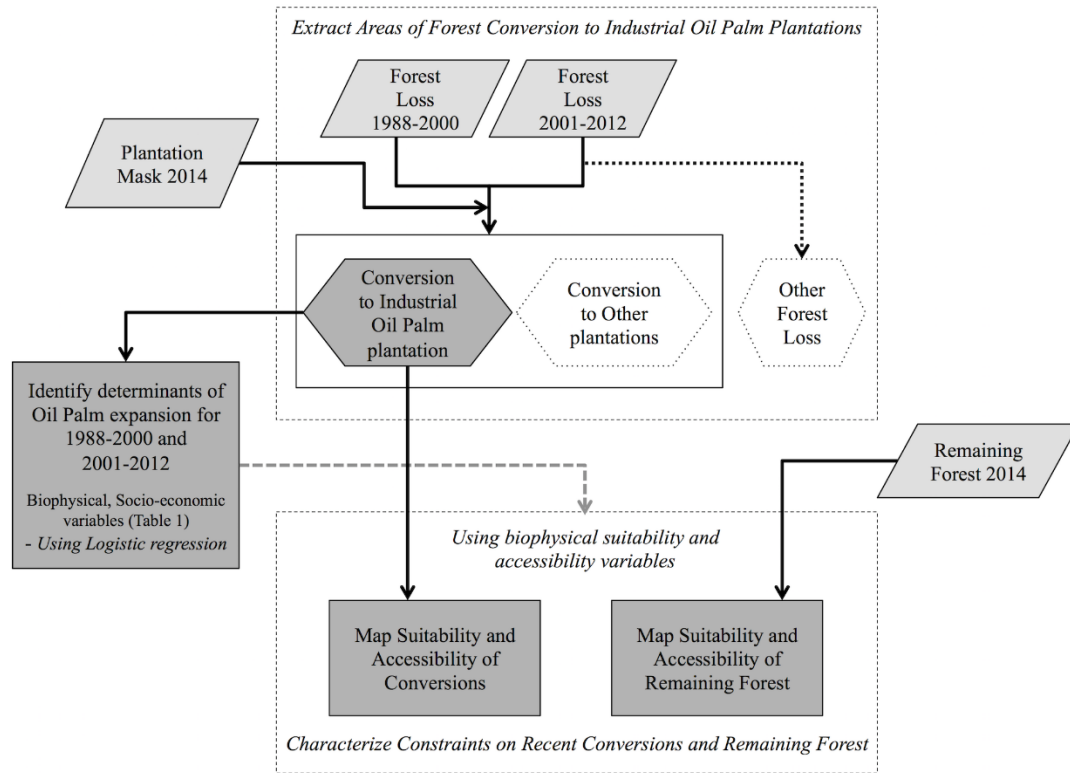 Extract Areas of Forest Conversion to Industrial Oil Palm Plantations
Forest
Loss
1988-2000
Forest
Loss
2001-2012
Plantation
Mask 2014
Conversion
to Industrial
Oil Palm
plantation
Conversion
to Other
plantations
Other
Forest
Loss
Identify determinants of
Oil Palm expansion for
1988-2000 and
2001-2012
Biophysical, Socio-economic
variables (Table 1)
- Using Logistic regression
Remaining
Forest 2014
Using biophysical suitability and
accessibility variables
Map Suitability and
Accessibility of
Conversions
Map Suitability and
Accessibility of
Remaining Forest
Characterize Constraints on Recent Conversions and Remaining Forest